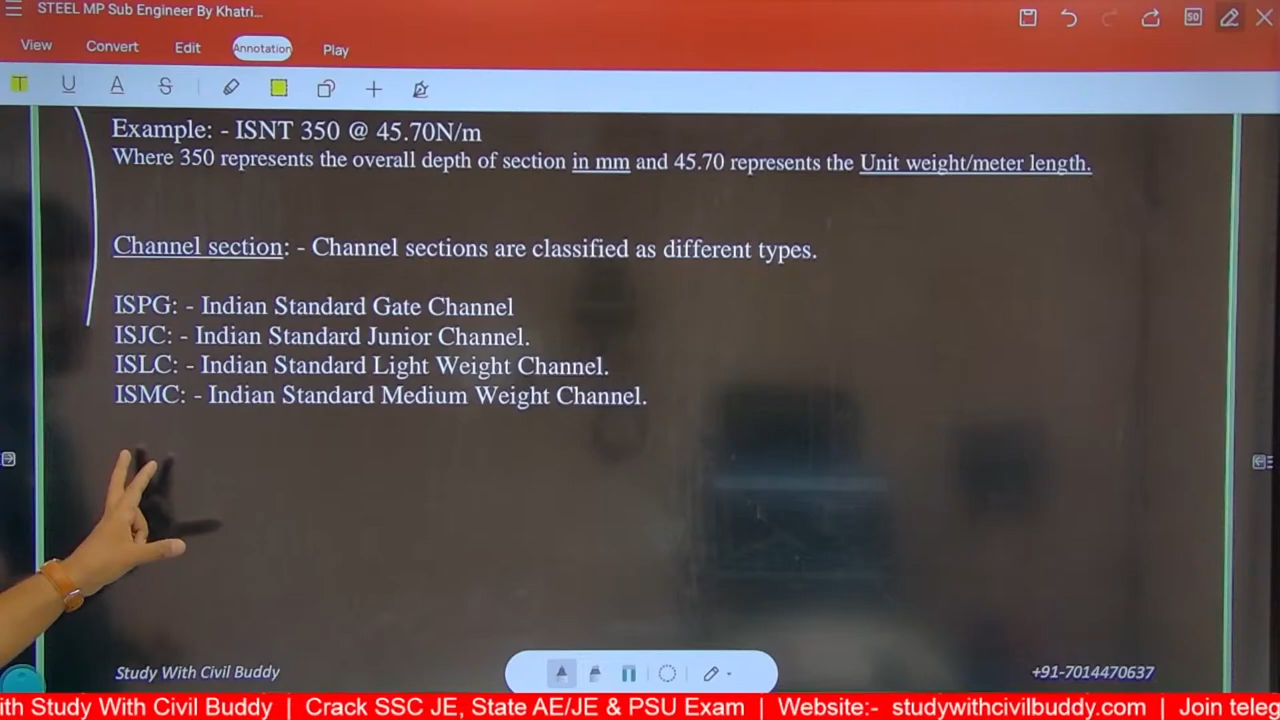 STEEL MP Sub Engineer By Khatri...
50
View Convert Edit Annotation Play
T U A S
Example: - ISNT 350 @ 45.70N/m
Where 350 represents the overall depth of section in mm and 45.70 represents the Unit weight/meter length.
Channel section: - Channel sections are classified as different types.
ISPG: - Indian Standard Gate Channel
ISJC: - Indian Standard Junior Channel.
ISLC: - Indian Standard Light Weight Channel.
ISMC: - Indian Standard Medium Weight Channel.
Study With Civil Buddy +91-7014470637
ith Study With Civil Buddy | Crack SSC JE, State AE/JE & PSU Exam | Website:- studywithcivilbuddy.com | Join teleg